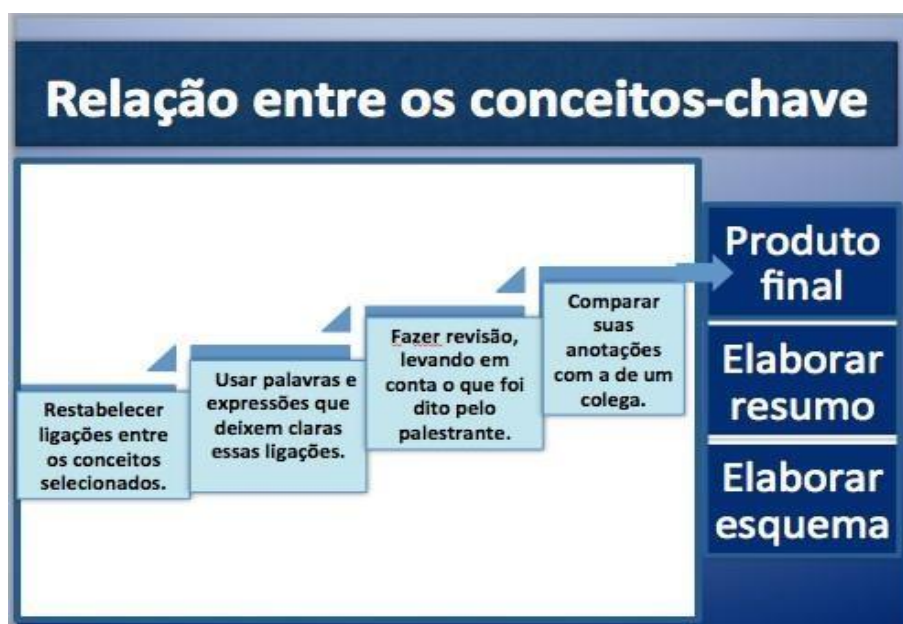 Relação entre os conceitos-chave
Restabelecer
ligações entre
os conceitos
selecionados.
Usar palavras e
expressões que
deixem claras
essas ligações.
Fazer revisão,
levando em
conta o que foi
dito pelo
palestrante.
Comparar
suas
anotações
com a de um
colega.
Produto
final
Elaborar
resumo
Elaborar
esquema